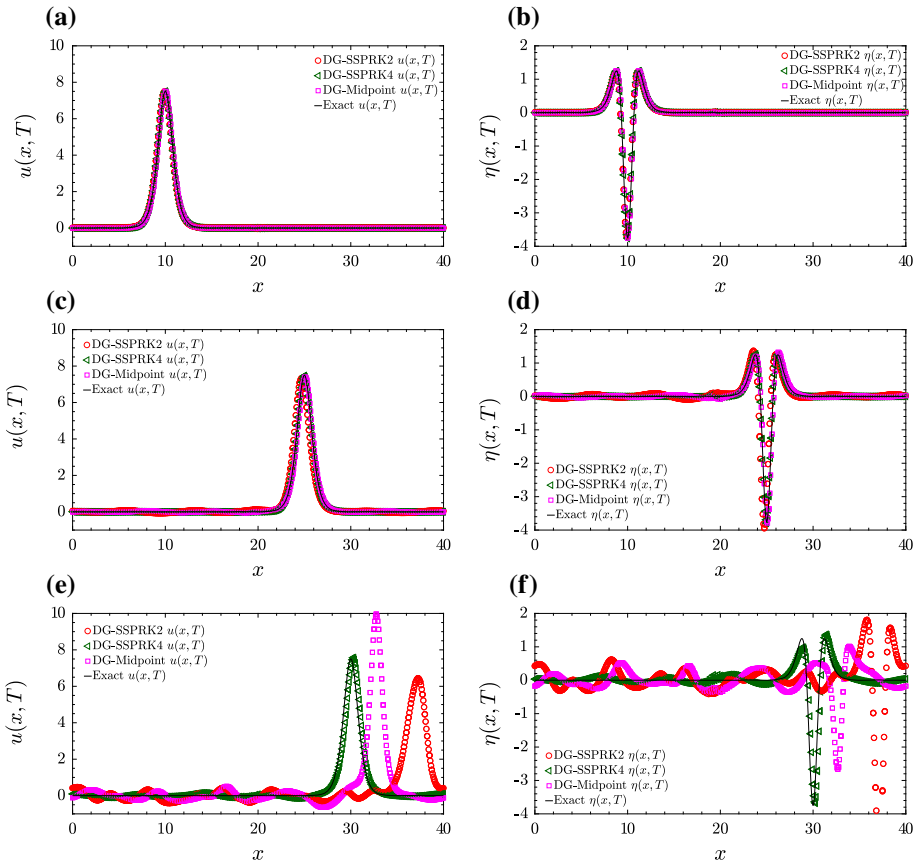 (a)
10
8
6
4
2
0
u(x, T)
0 10 20 30 40
x
DG-SSPRK2 u(x, T)
DG-SSPRK4 u(x, T)
DG-Midpoint u(x, T)
Exact u(x, T)
(b)
2
1
0
-1
-2
-3
-4
η(x, T)
0 10 20 30 40
x
DG-SSPRK2 η(x, T)
DG-SSPRK4 η(x, T)
DG-Midpoint η(x, T)
Exact η(x, T)
(c)
10
8
6
4
2
0
u(x, T)
0 10 20 30 40
x
DG-SSPRK2 u(x, T)
DG-SSPRK4 u(x, T)
DG-Midpoint u(x, T)
Exact u(x, T)
(d)
2
1
0
-1
-2
-3
-4
η(x, T)
0 10 20 30 40
x
DG-SSPRK2 η(x, T)
DG-SSPRK4 η(x, T)
DG-Midpoint η(x, T)
Exact η(x, T)
(e)
10
8
6
4
2
0
u(x, T)
0 10 20 30 40
x
DG-SSPRK2 u(x, T)
DG-SSPRK4 u(x, T)
DG-Midpoint u(x, T)
Exact u(x, T)
(f)
2
1
0
-1
-2
-3
-4
η(x, T)
0 10 20 30 40
x
DG-SSPRK2 η(x, T)
DG-SSPRK4 η(x, T)
DG-Midpoint η(x, T)
Exact η(x, T)